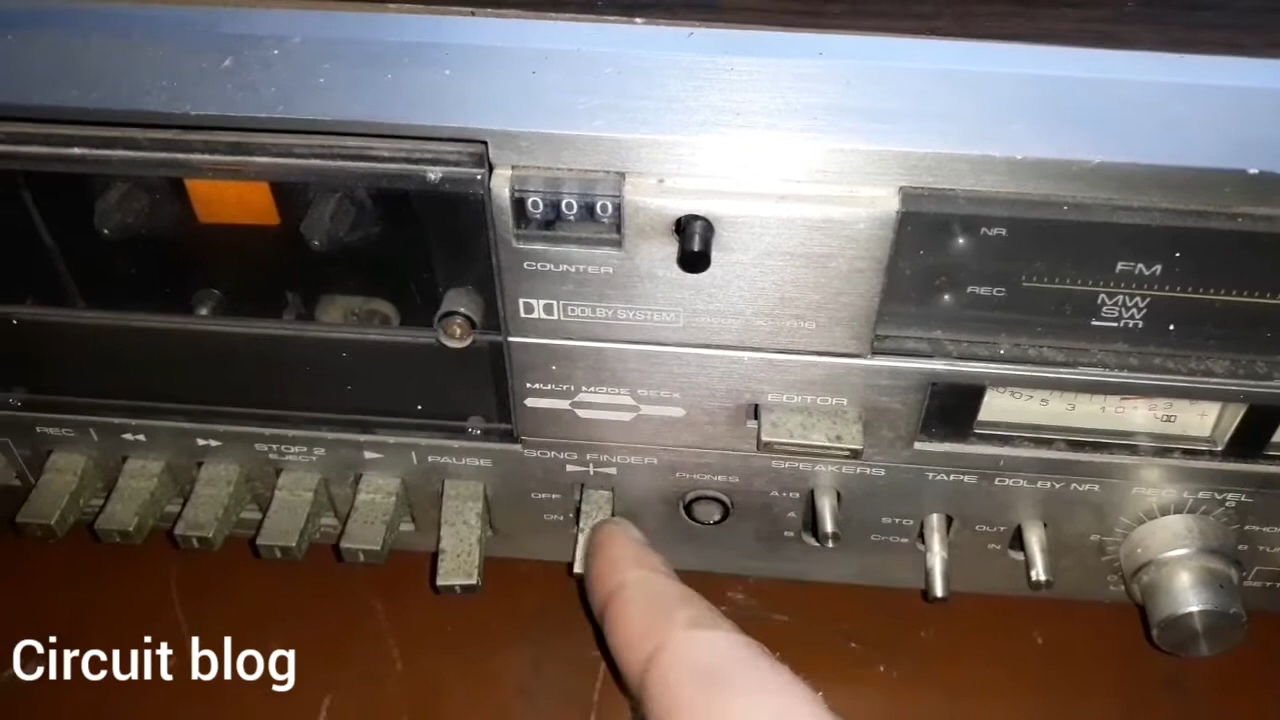 000
COUNTER
DOLBY SYSTEM
NR.
REC
FM
MW
SW
MULTI MODE DECK
EDITOR
REC
STOP 2
EJECT
PAUSE
SONG FINDER
OFF
ON
PHONES
SPEAKERS
A+B
A
B
TAPE
STD
CrO2
DOLBY NR.
OUT
IN
REC LEVEL
Circuit blog